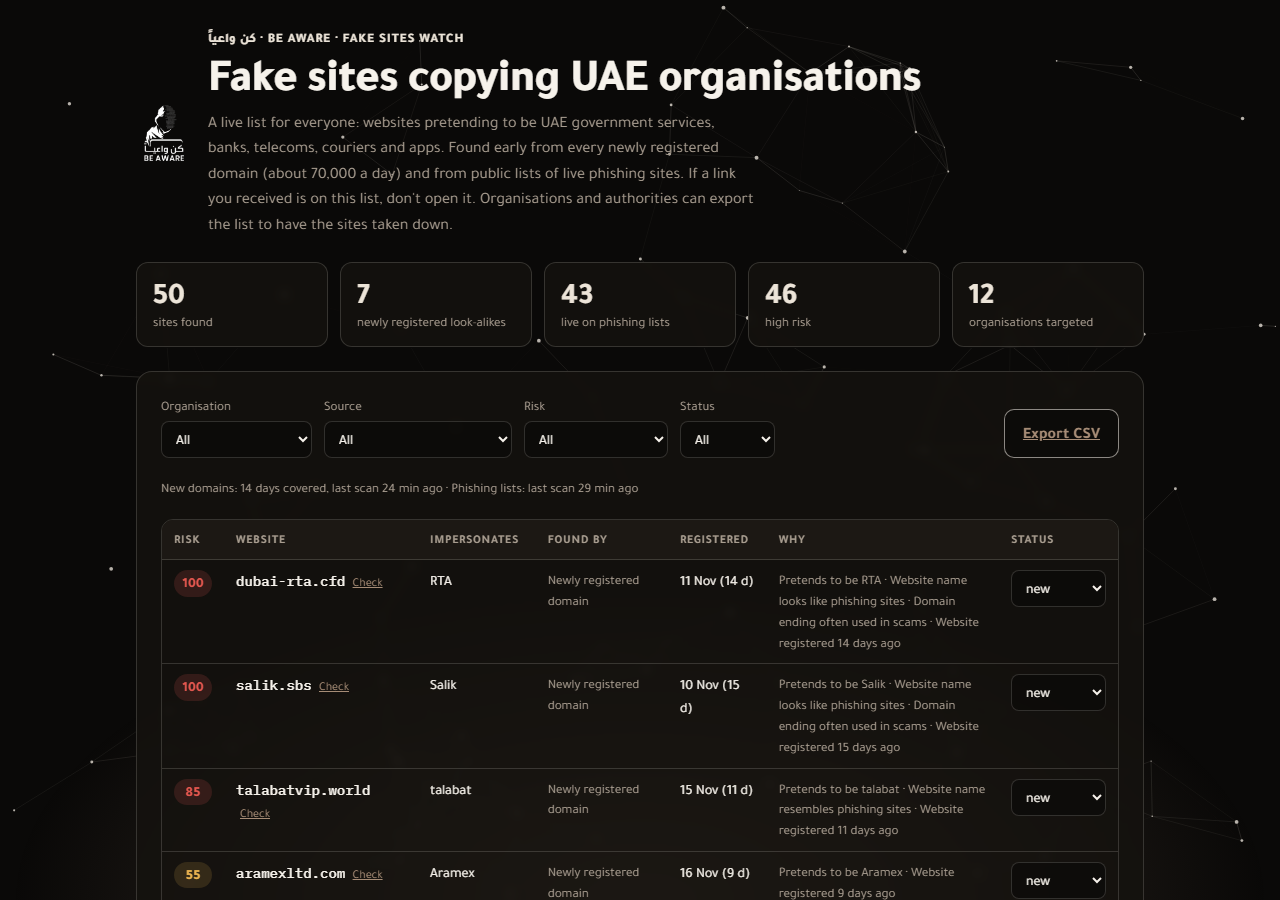 كن واعياً · BE AWARE · FAKE SITES WATCH
Fake sites copying UAE organisations
كن واعياً
BE AWARE
A live list for everyone: websites pretending to be UAE government services,
banks, telecoms, couriers and apps. Found early from every newly registered
domain (about 70,000 a day) and from public lists of live phishing sites. If a link
you received is on this list, don't open it. Organisations and authorities can export
the list to have the sites taken down.
50
sites found
7
newly registered look-alikes
43
live on phishing lists
46
high risk
12
organisations targeted
Organisation
All
Source
All
Risk
All
Status
All
Export CSV
New domains: 14 days covered, last scan 24 min ago · Phishing lists: last scan 29 min ago
RISK WEBSITE IMPERSONATES FOUND BY REGISTERED WHY STATUS
100 dubai-rta.cfd Check RTA Newly registered 11 Nov (14 d) Pretends to be RTA · Website name new
domain looks like phishing sites · Domain
ending often used in scams · Website
registered 14 days ago
100 salik.sbs Check Salik Newly registered 10 Nov (15 Pretends to be Salik · Website name new
domain d) looks like phishing sites · Domain
ending often used in scams · Website
registered 15 days ago
85 talabatvip.world talabat Newly registered 15 Nov (11 d) Pretends to be talabat · Website name new
Check domain resembles phishing sites · Website
registered 11 days ago
55 aramexltd.com Check Aramex Newly registered 16 Nov (9 d) Pretends to be Aramex · Website new
domain registered 9 days ago